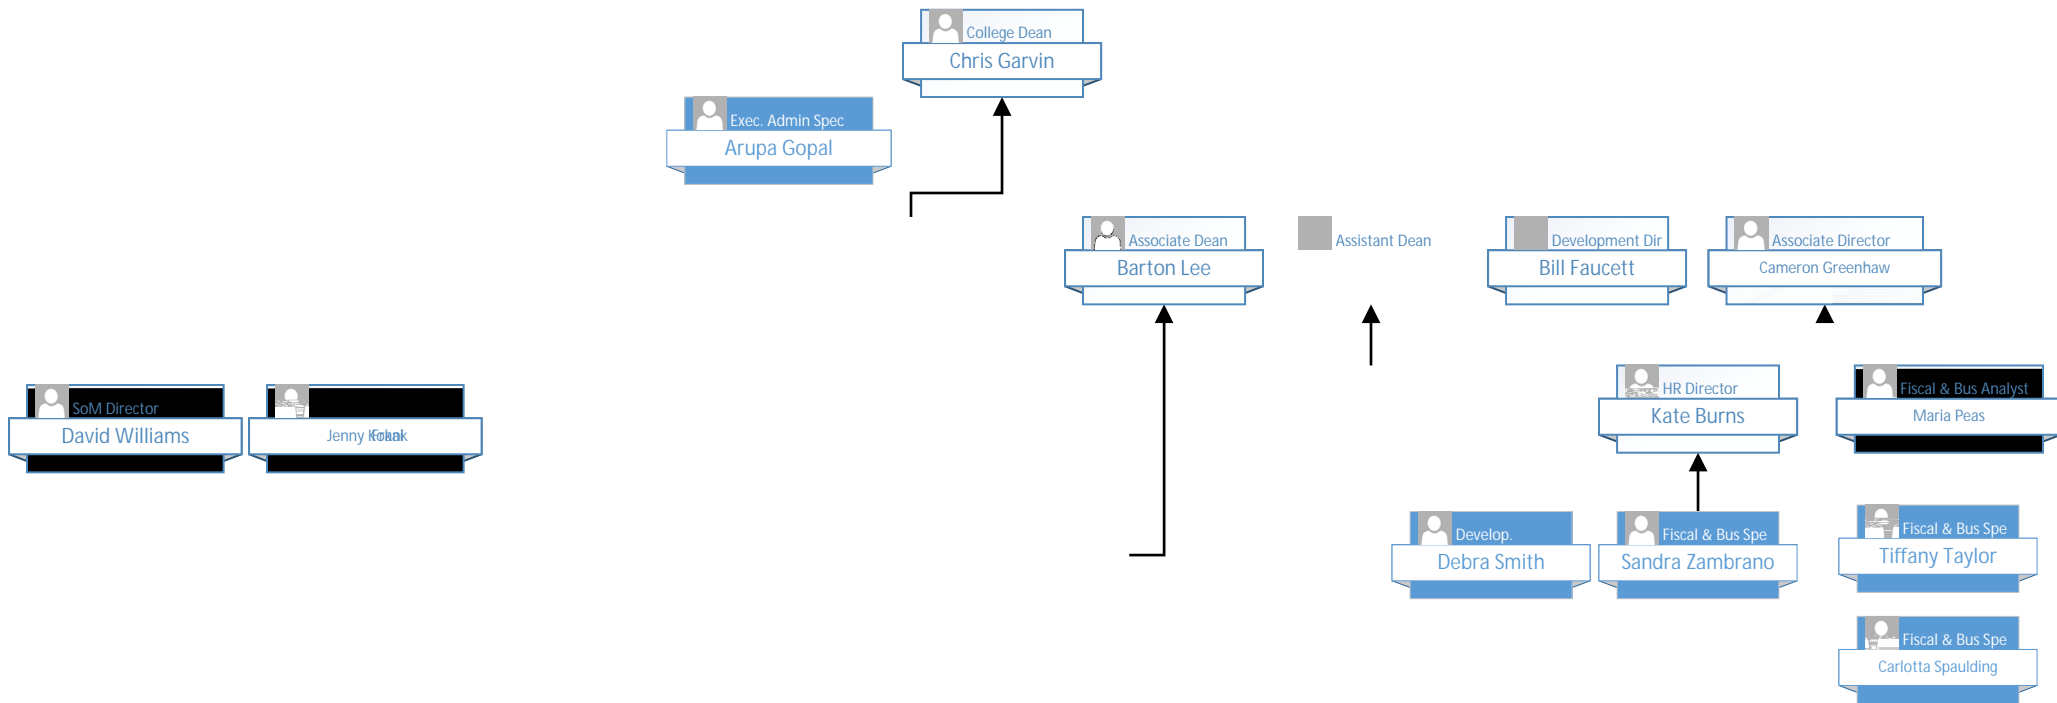 College Dean
Chris Garvin
Exec. Admin Spec
Arupa Gopal
Associate Dean
Barton Lee
Assistant Dean
Development Dir
Bill Faucett
Associate Director
Cameron Greenhaw
SoM Director
David Williams
Jenny
HR Director
Kate Burns
Fiscal & Bus Analyst
Maria Peas
Develop.
Debra Smith
Fiscal & Bus Spe
Sandra Zambrano
Fiscal & Bus Spe
Tiffany Taylor
Fiscal & Bus Spe
Carlotta Spaulding